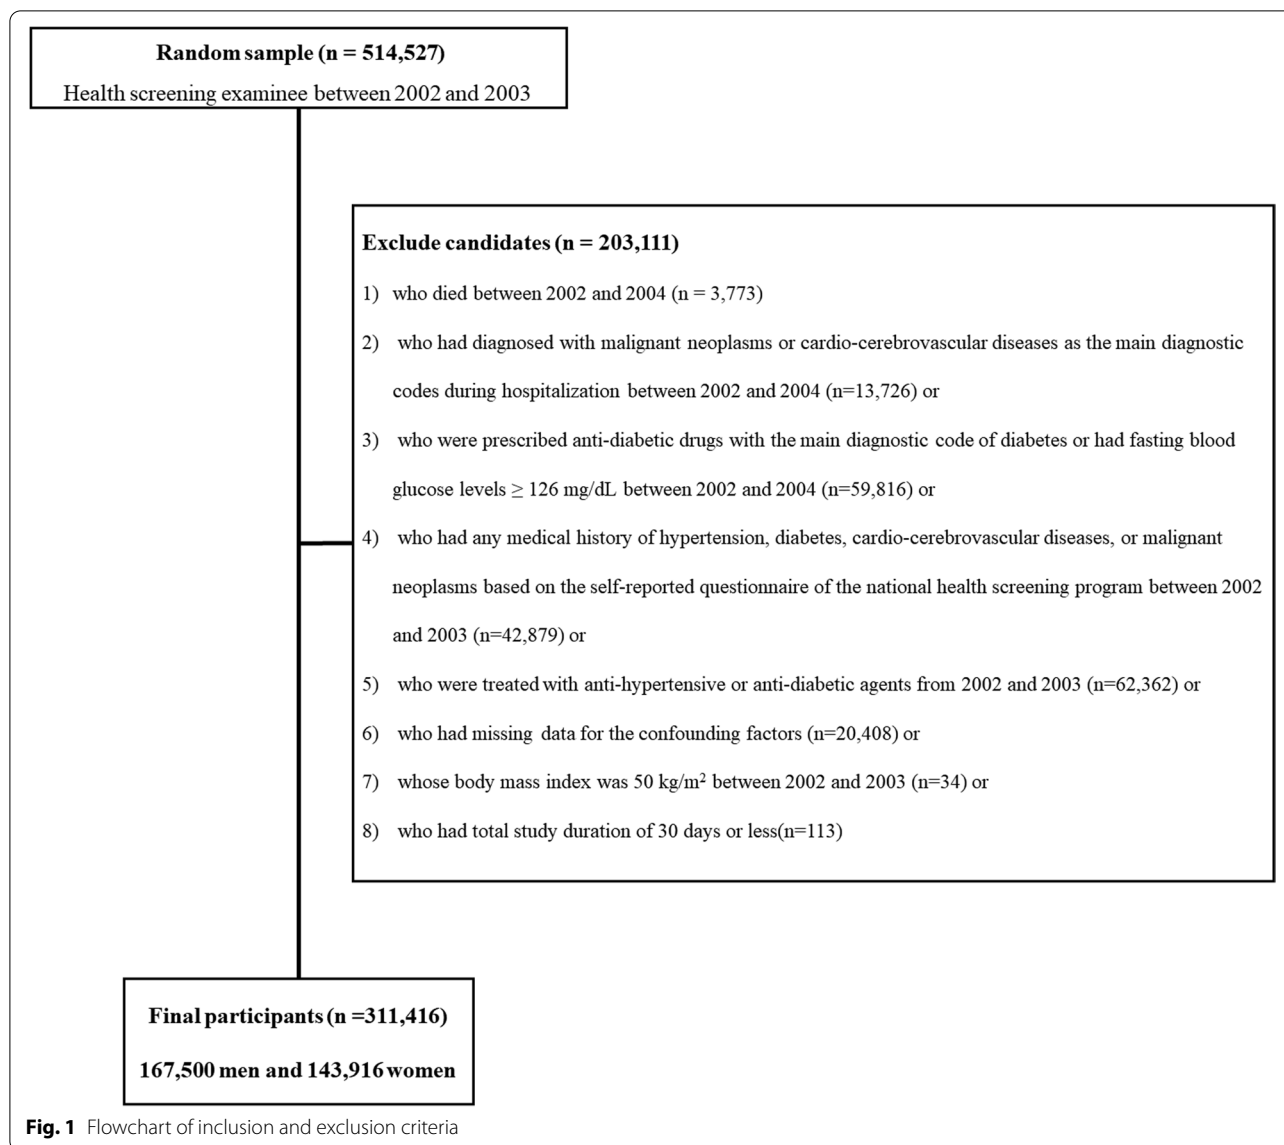 Random sample (n = 514,527)
Health screening examinee between 2002 and 2003
Exclude candidates (n = 203,111)
1) who died between 2002 and 2004 (n = 3,773)
2) who had diagnosed with malignant neoplasms or cardio-cerebrovascular diseases as the main diagnostic
codes during hospitalization between 2002 and 2004 (n=13,726) or
3) who were prescribed anti-diabetic drugs with the main diagnostic code of diabetes or had fasting blood
glucose levels ≥ 126 mg/dL between 2002 and 2004 (n=59,816) or
4) who had any medical history of hypertension, diabetes, cardio-cerebrovascular diseases, or malignant
neoplasms based on the self-reported questionnaire of the national health screening program between 2002
and 2003 (n=42,879) or
5) who were treated with anti-hypertensive or anti-diabetic agents from 2002 and 2003 (n=62,362) or
6) who had missing data for the confounding factors (n=20,408) or
7) whose body mass index was 50 kg/m² between 2002 and 2003 (n=34) or
8) who had total study duration of 30 days or less(n=113)
Final participants (n =311,416)
167,500 men and 143,916 women
Fig. 1 Flowchart of inclusion and exclusion criteria